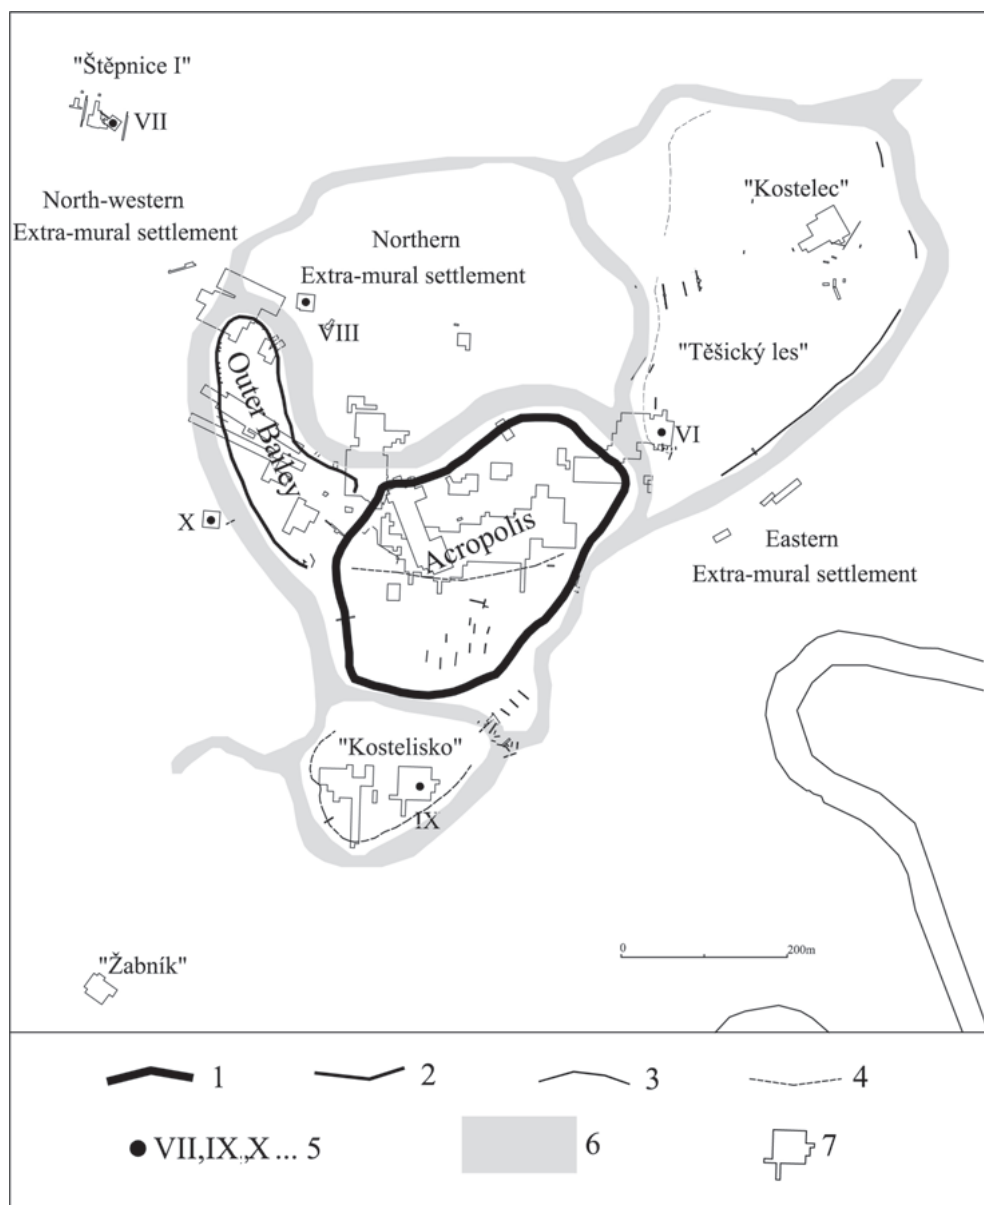 "Štěpnice I"
VII
North-western
Extra-mural settlement
Northern
Extra-mural settlement
VIII
"Kostelec"
"Těšický les"
Outer Bailey
VI
X
Acropolis
Eastern
Extra-mural settlement
"Kostelisko"
IX
"Žabník"
0 200m
1 2 3 4
VII,IX,X ... 5 6 7